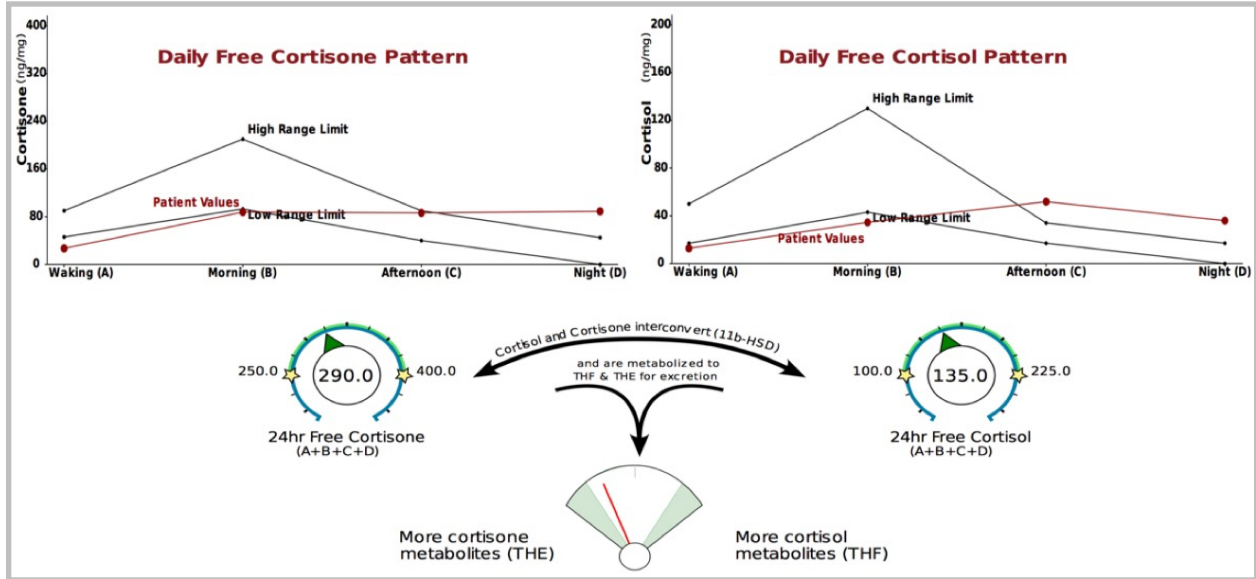 Daily Free Cortisone Pattern
Cortisone (ng/mg)
400
320
240
160
80
0
High Range Limit
Patient Values
Low Range Limit
Waking (A)
Morning (B)
Afternoon (C)
Night (D)
Daily Free Cortisol Pattern
Cortisol (ng/mg)
200
160
120
80
40
0
High Range Limit
Low Range Limit
Patient Values
Waking (A)
Morning (B)
Afternoon (C)
Night (D)
Cortisol and Cortisone interconvert (11b-HSD)
and are metabolized to
THF & THE for excretion
250.0
290.0
400.0
24hr Free Cortisone
(A+B+C+D)
100.0
135.0
225.0
24hr Free Cortisol
(A+B+C+D)
More cortisone
metabolites (THE)
More cortisol
metabolites (THF)